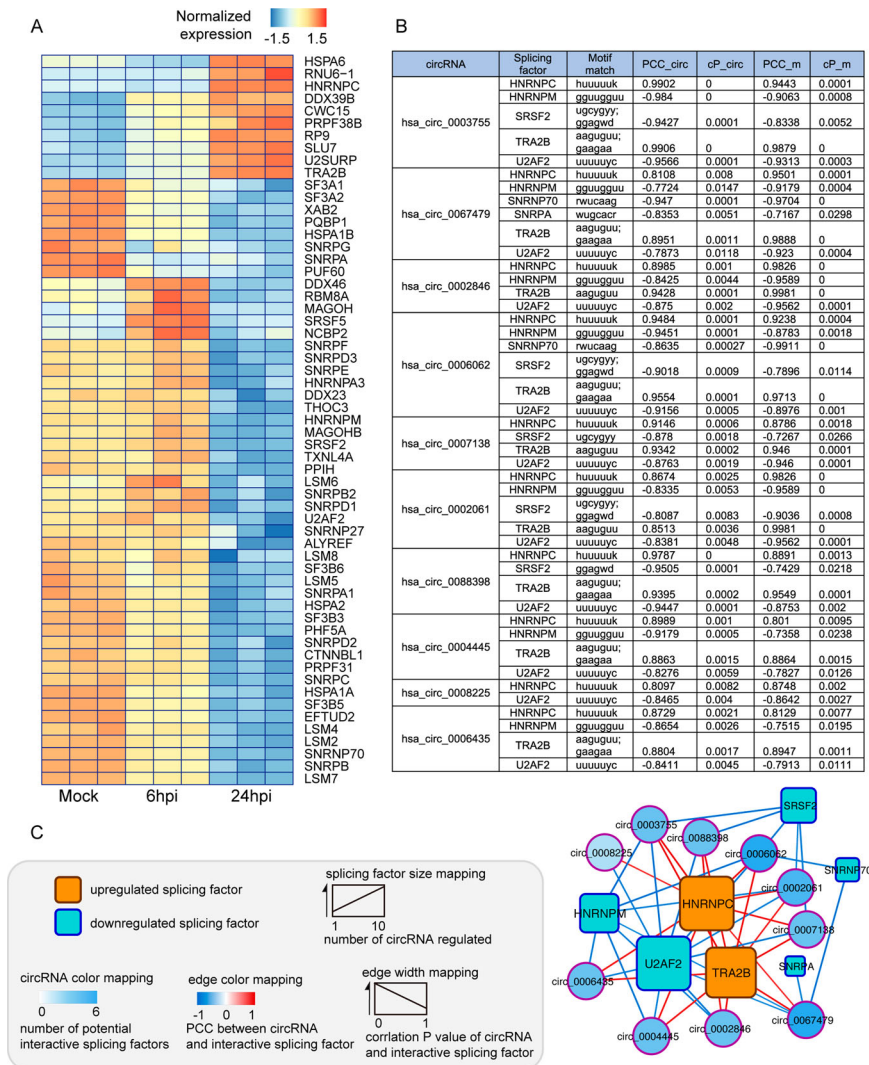 A
Normalized
expression
-1.5 1.5
HSPA6
RNU6-1
HNRNPC
DDX39B
CWC15
PRPF38B
RP9
SLU7
U2SURP
TRA2B
SF3A1
SF3A2
XAB2
PQBP1
HSPA1B
SNRPG
SNRPA
PUF60
DDX46
RBM8A
MAGOH
SRSF5
NCBP2
SNRPF
SNRPD3
SNRPE
HNRNPA3
DDX23
THOC3
HNRNPM
MAGOHB
SRSF2
TXNL4A
PPIH
LSM6
SNRPB2
SNRPD1
U2AF2
SNRNP27
ALYREF
LSM8
SF3B6
LSM5
SNRPA1
HSPA2
SF3B3
PHF5A
SNRPD2
CTNNBL1
PRPF31
SNRPC
HSPA1A
SF3B5
EFTUD2
LSM4
LSM2
SNRNP70
SNRPB
LSM7
Mock 6hpi 24hpi
B
circRNA Splicing factor Motif match PCC_circ cP_circ PCC_m cP_m
hsa_circ_0003755
HNRNPC huuuuuk 0.9902 0 0.9443 0.0001
HNRNPM gguugguu -0.984 0 -0.9063 0.0008
SRSF2 ugcygyy; ggagwd -0.9427 0.0001 -0.8338 0.0052
TRA2B aaguguu; gaagaa 0.9906 0 0.9879 0
U2AF2 uuuuuyc -0.9566 0.0001 -0.9313 0.0003
hsa_circ_0067479
HNRNPC huuuuuk 0.8108 0.008 0.9501 0.0001
HNRNPM gguugguu -0.7724 0.0147 -0.9179 0.0004
SNRNP70 rwucaag -0.947 0.0001 -0.9704 0
SNRPA wugcacr -0.8353 0.0051 -0.7167 0.0298
TRA2B aaguguu; gaagaa 0.8951 0.0011 0.9888 0
U2AF2 uuuuuyc -0.7873 0.0118 -0.923 0.0004
hsa_circ_0002846
HNRNPC huuuuuk 0.8985 0.001 0.9826 0
HNRNPM gguugguu -0.8425 0.0044 -0.9589 0
TRA2B aaguguu 0.9428 0.0001 0.9981 0
U2AF2 uuuuuyc -0.875 0.002 -0.9562 0.0001
hsa_circ_0006062
HNRNPC huuuuuk 0.9484 0.0001 0.9238 0.0004
HNRNPM gguugguu -0.9451 0.0001 -0.8783 0.0018
SNRNP70 rwucaag -0.8635 0.00027 -0.9911 0
SRSF2 ugcygyy; ggagwd -0.9018 0.0009 -0.7896 0.0114
TRA2B aaguguu; gaagaa 0.9554 0.0001 0.9713 0
U2AF2 uuuuuyc -0.9156 0.0005 -0.8976 0.001
hsa_circ_0007138
HNRNPC huuuuuk 0.9146 0.0006 0.8786 0.0018
SRSF2 ugcygyy -0.878 0.0018 -0.7267 0.0266
TRA2B aaguguu 0.9342 0.0002 0.946 0.0001
U2AF2 uuuuuyc -0.8763 0.0019 -0.946 0.0001
hsa_circ_0002061
HNRNPC huuuuuk 0.8674 0.0025 0.9826 0
HNRNPM gguugguu -0.8335 0.0053 -0.9589 0
SRSF2 ugcygyy; ggagwd -0.8087 0.0083 -0.9036 0.0008
TRA2B aaguguu 0.8513 0.0036 0.9981 0
U2AF2 uuuuuyc -0.8381 0.0048 -0.9562 0.0001
hsa_circ_0088398
HNRNPC huuuuuk 0.9787 0 0.8891 0.0013
SRSF2 ggagwd -0.9505 0.0001 -0.7429 0.0218
TRA2B aaguguu; gaagaa 0.9395 0.0002 0.9549 0.0001
U2AF2 uuuuuyc -0.9447 0.0001 -0.8753 0.002
hsa_circ_0004445
HNRNPC huuuuuk 0.8989 0.001 0.801 0.0095
HNRNPM gguugguu -0.9179 0.0005 -0.7358 0.0238
TRA2B aaguguu; gaagaa 0.8863 0.0015 0.8864 0.0015
U2AF2 uuuuuyc -0.8276 0.0059 -0.7827 0.0126
hsa_circ_0008225
HNRNPC huuuuuk 0.8097 0.0082 0.8748 0.002
U2AF2 uuuuuyc -0.8465 0.004 -0.8642 0.0027
hsa_circ_0006435
HNRNPC huuuuuk 0.8729 0.0021 0.8129 0.0077
HNRNPM gguugguu -0.8654 0.0026 -0.7515 0.0195
TRA2B aaguguu; gaagaa 0.8804 0.0017 0.8947 0.0011
U2AF2 uuuuuyc -0.8411 0.0045 -0.7913 0.0111
C
upregulated splicing factor
downregulated splicing factor
splicing factor size mapping
1 10
number of circRNA regulated
circRNA color mapping
0 6
number of potential
interactive splicing factors
edge color mapping
-1 1
PCC between circRNA
and interactive splicing factor
edge width mapping
0 1
corrlation P value of circRNA
and interactive splicing factor
SRSF2
circ_0003755
circ_0088398
circ_0008225
circ_0006062
SNRNP70
circ_0002061
HNRNPC
HNRNPM
circ_0007138
U2AF2
TRA2B
SNRPA
circ_0006435
circ_0067479
circ_0004445
circ_0002846